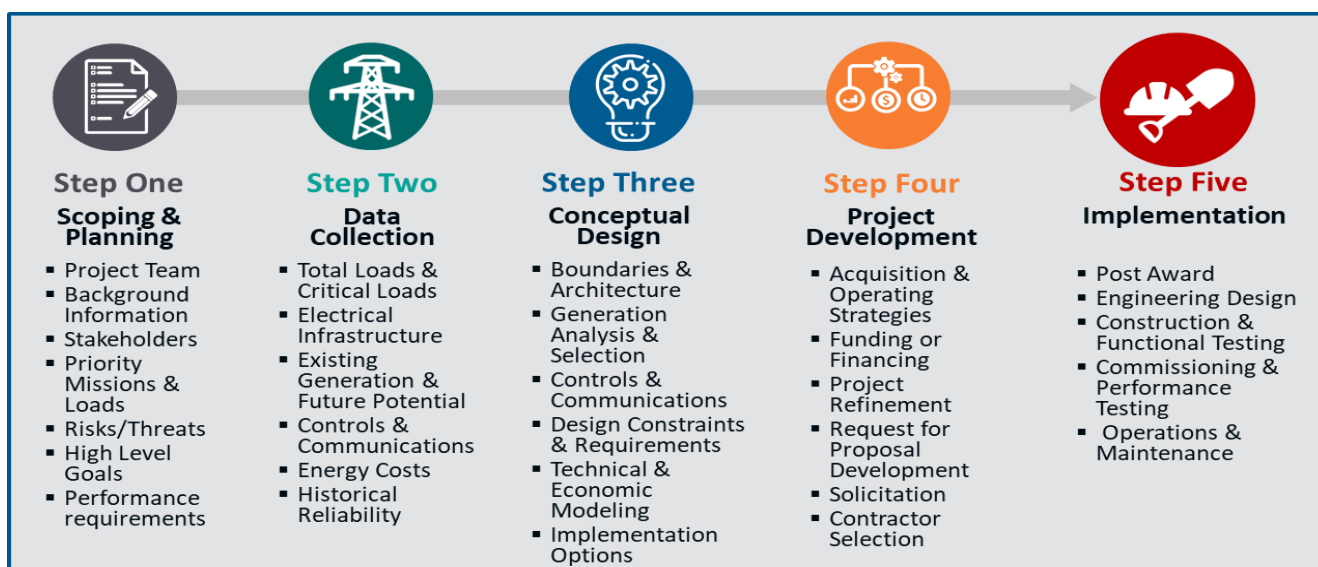 Step One
Scoping &
Planning
▪ Project Team
▪ Background
Information
▪ Stakeholders
▪ Priority
Missions &
Loads
▪ Risks/Threats
▪ High Level
Goals
▪ Performance
requirements
Step Two
Data
Collection
▪ Total Loads &
Critical Loads
▪ Electrical
Infrastructure
▪ Existing
Generation &
Future Potential
▪ Controls &
Communications
▪ Energy Costs
▪ Historical
Reliability
Step Three
Conceptual
Design
▪ Boundaries &
Architecture
▪ Generation
Analysis &
Selection
▪ Controls &
Communications
▪ Design Constraints
& Requirements
▪ Technical &
Economic
Modeling
▪ Implementation
Options
$
Step Four
Project
Development
▪ Acquisition &
Operating
Strategies
▪ Funding or
Financing
▪ Project
Refinement
▪ Request for
Proposal
Development
▪ Solicitation
▪ Contractor
Selection
Step Five
Implementation
▪ Post Award
▪ Engineering Design
▪ Construction &
Functional Testing
▪ Commissioning &
Performance
Testing
▪ Operations &
Maintenance